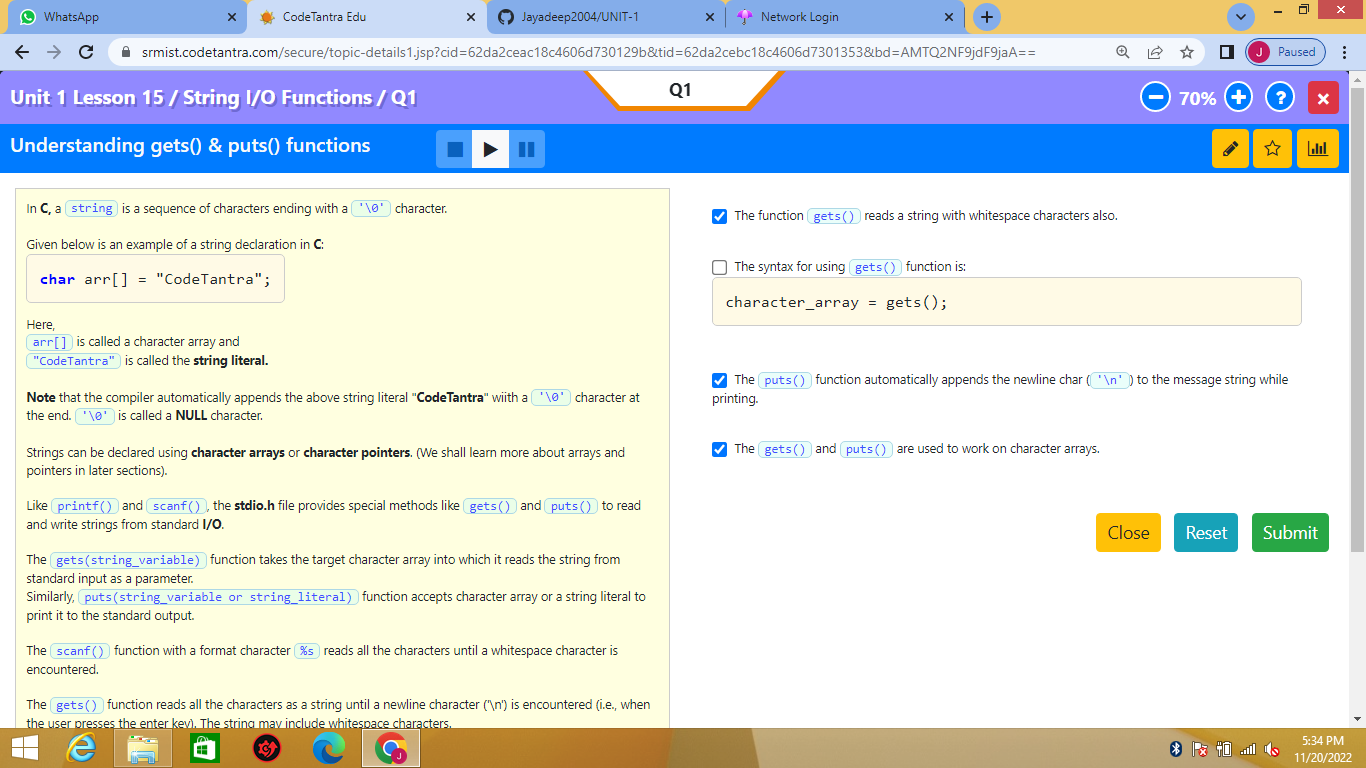 WhatsApp
CodeTantra Edu
Jayadeep2004/UNIT-1
Network Login
srmist.codetantra.com/secure/topic-details1.jsp?cid=62da2ceac18c4606d730129b&tid=62da2cebc18c4606d7301353&bd=AMTQ2NF9jdF9jaA==
J Paused
Unit 1 Lesson 15 / String I/O Functions / Q1
Q1
70%
?
x
Understanding gets() & puts() functions
In C, a string is a sequence of characters ending with a '\0' character.
Given below is an example of a string declaration in C:
char arr[] = "CodeTantra";
Here,
arr[] is called a character array and
"CodeTantra" is called the string literal.
Note that the compiler automatically appends the above string literal "CodeTantra" wiith a '\0' character at
the end. '\0' is called a NULL character.
Strings can be declared using character arrays or character pointers. (We shall learn more about arrays and
pointers in later sections).
Like printf() and scanf(), the stdio.h file provides special methods like gets() and puts() to read
and write strings from standard I/O.
The gets(string_variable) function takes the target character array into which it reads the string from
standard input as a parameter.
Similarly, puts(string_variable or string_literal) function accepts character array or a string literal to
print it to the standard output.
The scanf() function with a format character %s reads all the characters until a whitespace character is
encountered.
The gets() function reads all the characters as a string until a newline character ('\n') is encountered (i.e., when
the user presses the enter key). The string may include whitespace characters.
The function gets() reads a string with whitespace characters also.
The syntax for using gets() function is:
character_array = gets();
The puts() function automatically appends the newline char ('\n') to the message string while
printing.
The gets() and puts() are used to work on character arrays.
Close
Reset
Submit
5:34 PM
11/20/2022